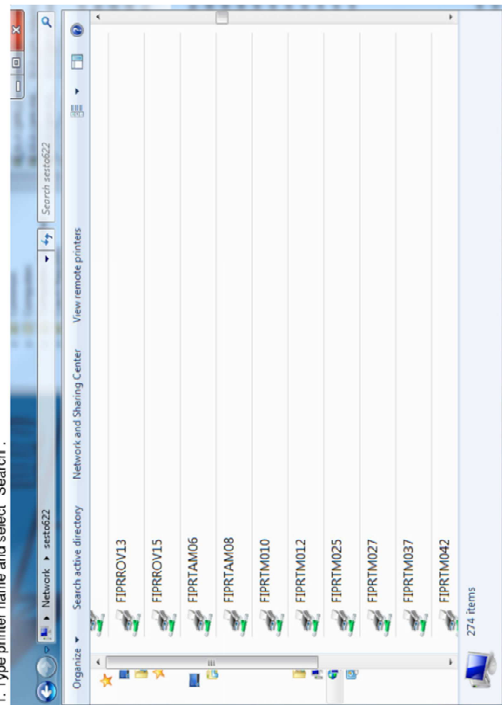 1. Type printer name and select "Search".
Network ▸ sesto622
Search sesto622
Organize
Search active directory
Network and Sharing Center
View remote printers
FIPRROV13
FIPRROV15
FIPRTAM06
FIPRTAM08
FIPRTM010
FIPRTM012
FIPRTM025
FIPRTM027
FIPRTM037
FIPRTM042
274 items